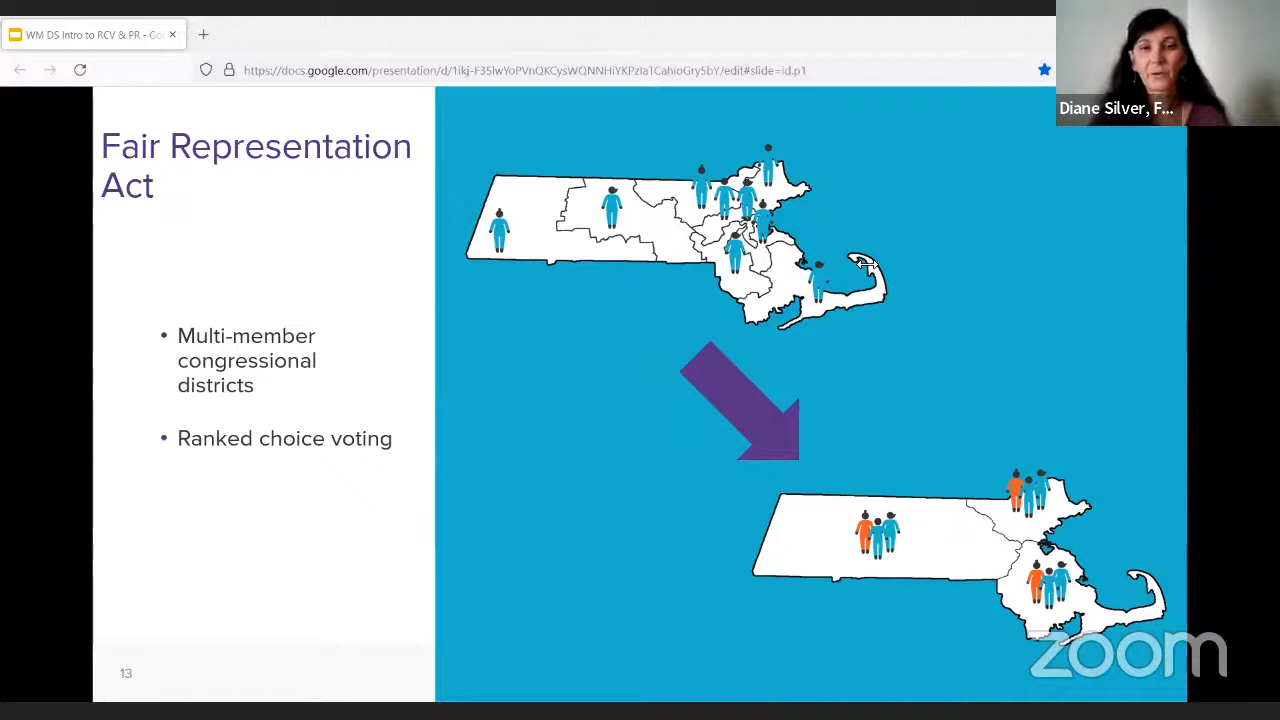 WM DS Intro to RCV & PR - Goo
https://docs.google.com/presentation/d/1ikj-F35lwYoPVnQKCysWQNNHiYKPzIaTCahioGry5bY/edit#slide=id.p1
Diane Silver, F...
Fair Representation
Act
• Multi-member
congressional
districts
• Ranked choice voting
13
zoom